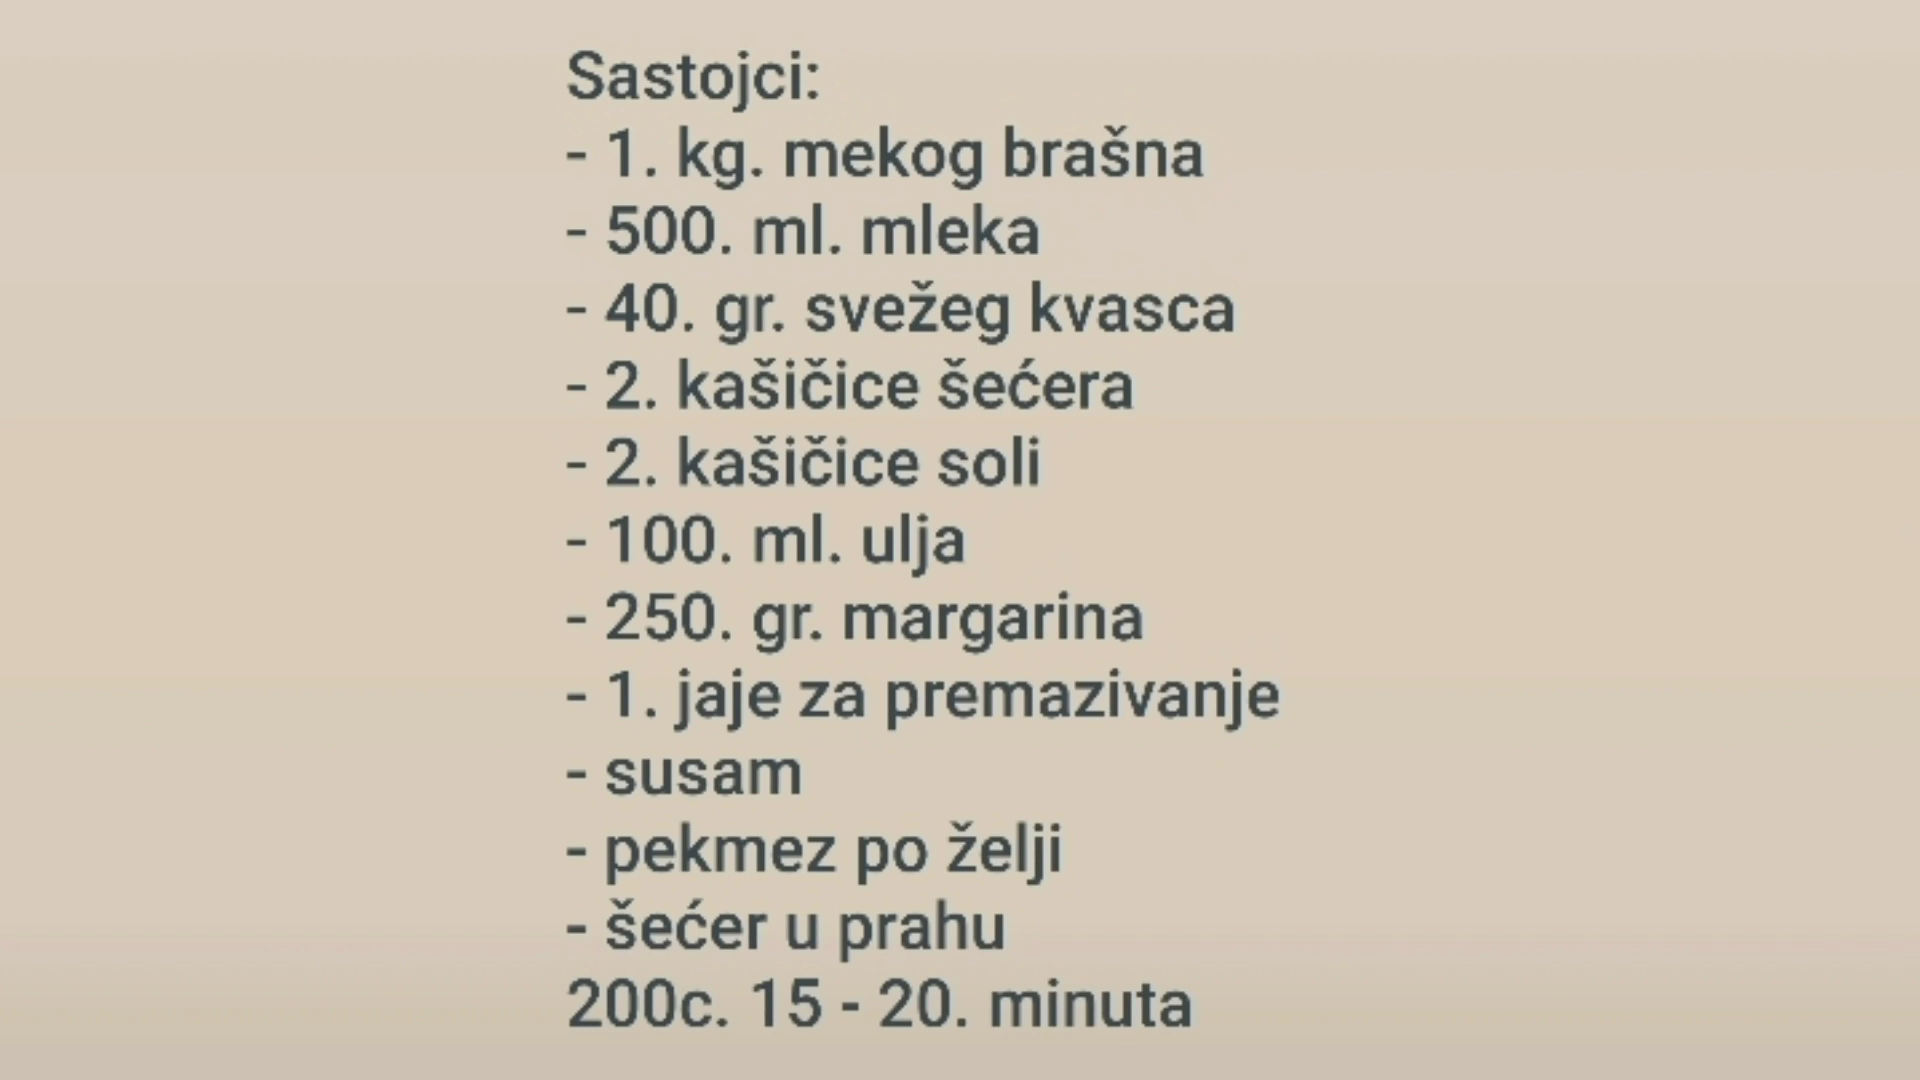 Sastojci:
- 1. kg. mekog brašna
- 500. ml. mleka
- 40. gr. svežeg kvasca
- 2. kašičice šećera
- 2. kašičice soli
- 100. ml. ulja
- 250. gr. margarina
- 1. jaje za premazivanje
- susam
- pekmez po želji
- šećer u prahu
200c. 15 - 20. minuta